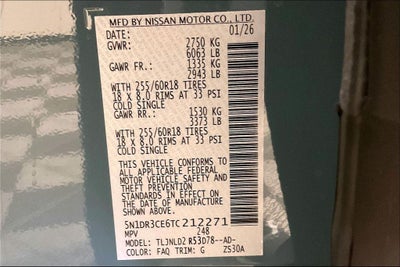 MFD BY NISSAN MOTOR CO., LTD.
DATE: 01/26
GVWR: 2750 KG
6063 LB
GAWR FR.: 1335 KG
2943 LB
WITH 255/60R18 TIRES
18 X 8.0 RIMS AT 33 PSI
COLD SINGLE
GAWR RR.: 1530 KG
3373 LB
WITH 255/60R18 TIRES
18 X 8.0 RIMS AT 33 PSI
COLD SINGLE
THIS VEHICLE CONFORMS TO
ALL APPLICABLE FEDERAL
MOTOR VEHICLE SAFETY AND
THEFT PREVENTION
STANDARDS IN EFFECT ON
THE DATE OF MANUFACTURE
SHOWN ABOVE.
5N1DR3CE6TC212271
MPV 248
MODEL: TLJNLD2 R53D78--AD-
COLOR: FAQ TRIM: G ZS30A